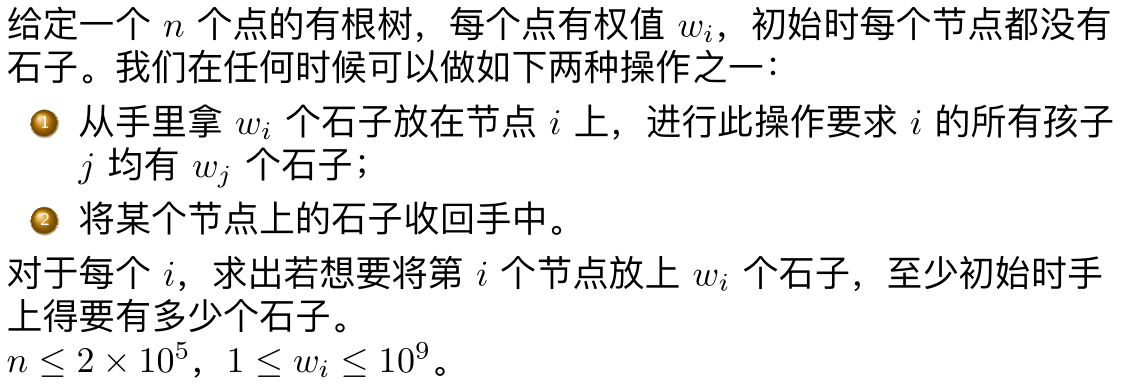 给定一个 n 个点的有根树，每个点有权值 w_i，初始时每个节点都没有
石子。我们在任何时候可以做如下两种操作之一：
1 从手里拿 w_i 个石子放在节点 i 上，进行此操作要求 i 的所有孩子
j 均有 w_j 个石子；
2 将某个节点上的石子收回手中。
对于每个 i，求出若想要将第 i 个节点放上 w_i 个石子，至少初始时手
上得要有多少个石子。
n ≤ 2 × 10^5，1 ≤ w_i ≤ 10^9。